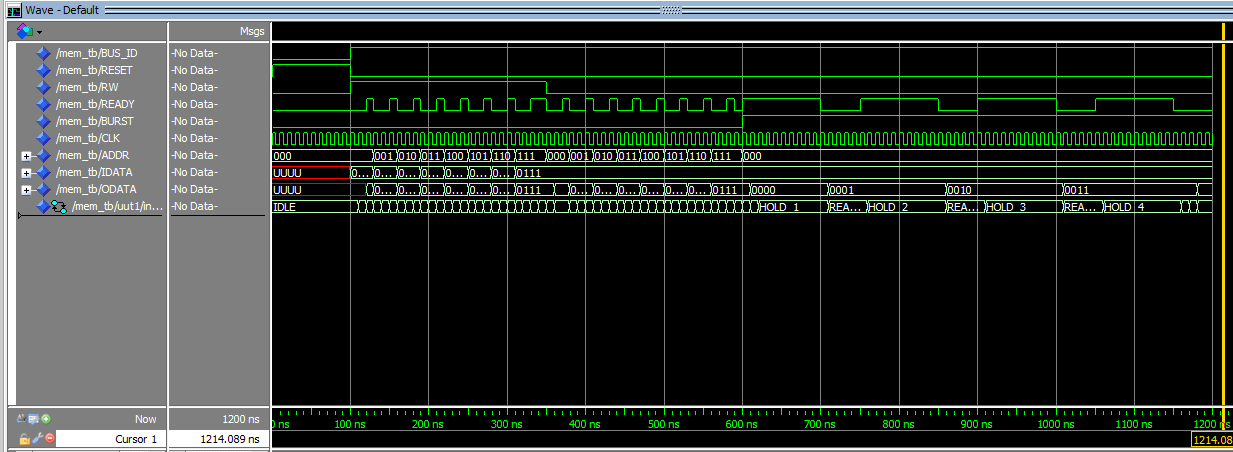 Wave - Default
Msgs
/mem_tb/BUS_ID -No Data-
/mem_tb/RESET -No Data-
/mem_tb/RW -No Data-
/mem_tb/READY -No Data-
/mem_tb/BURST -No Data-
/mem_tb/CLK -No Data-
/mem_tb/ADDR -No Data- 000 001 010 011 100 101 110 111 000 001 010 011 100 101 110 111 000
/mem_tb/IDATA -No Data- UUUU 0... 0... 0... 0... 0... 0... 0... 0111
/mem_tb/ODATA -No Data- UUUU 0... 0... 0... 0... 0... 0... 0111 0... 0... 0... 0... 0... 0... 0111 0000 0001 0010 0011
/mem_tb/uut1/in... -No Data- IDLE HOLD_1 REA... HOLD_2 REA... HOLD_3 REA... HOLD_4
Now 1200 ns
0 ns 100 ns 200 ns 300 ns 400 ns 500 ns 600 ns 700 ns 800 ns 900 ns 1000 ns 1100 ns 1200 ns
Cursor 1 1214.089 ns 1214.08